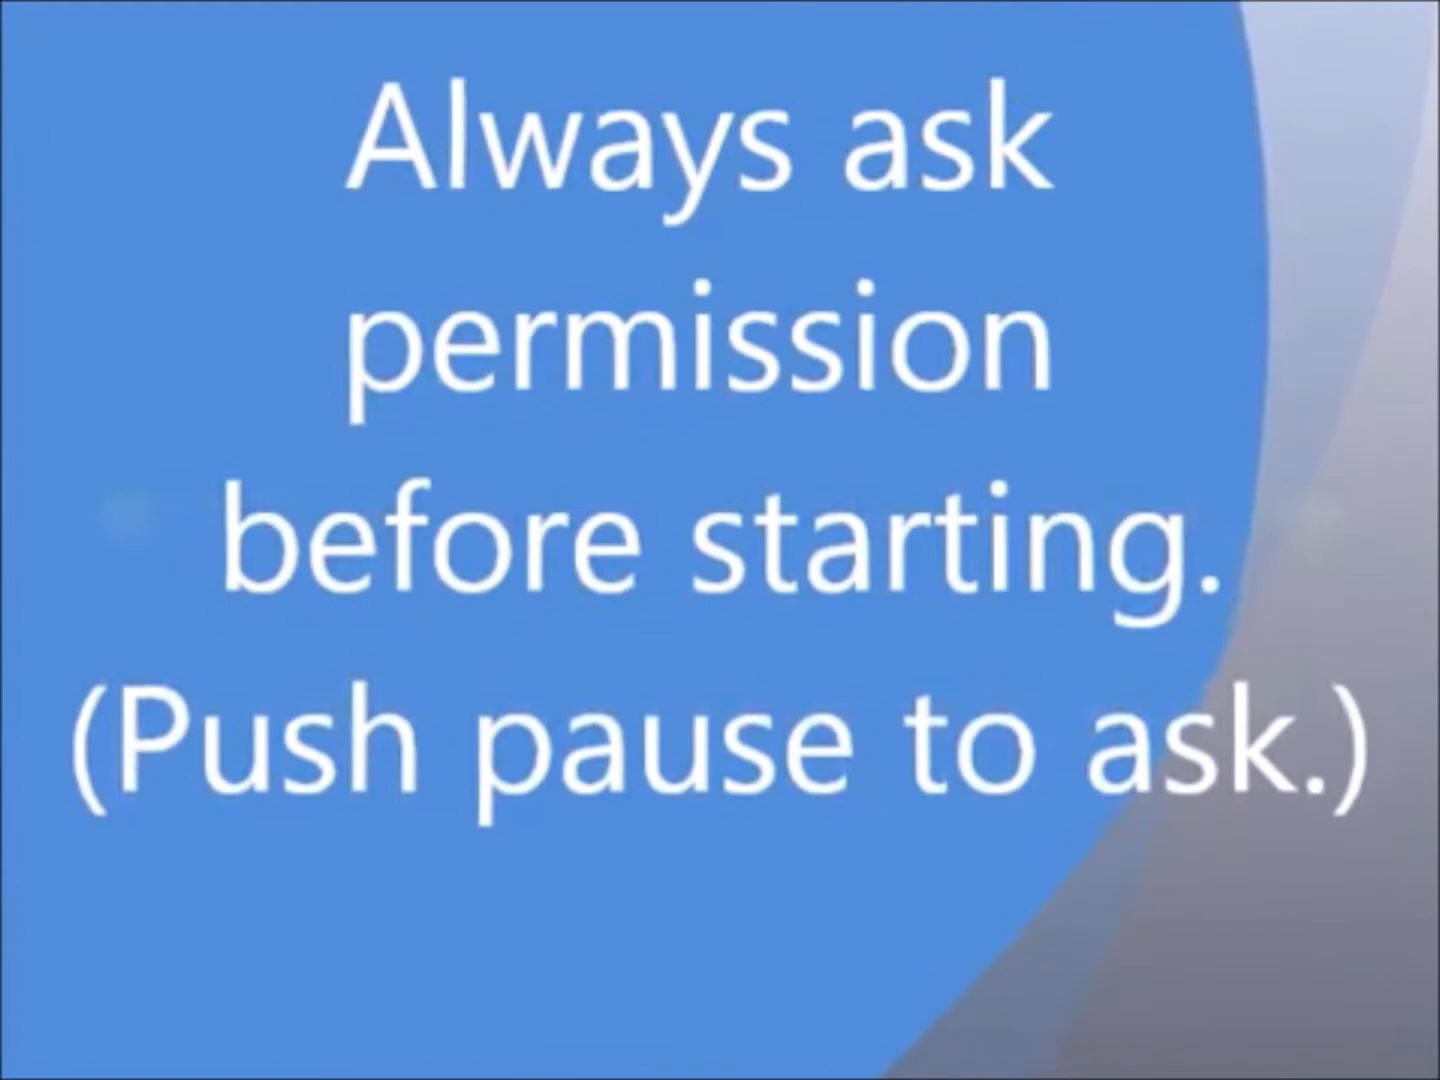 Always ask
permission
before starting.
(Push pause to ask.)